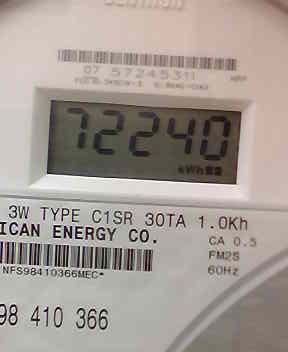 07 57245311
72240
kWh
3W TYPE C1SR 30TA 1.0Kh
ICAN ENERGY CO.
CA 0.5
FM2S
NFS98410366MEC*
60Hz
98 410 366